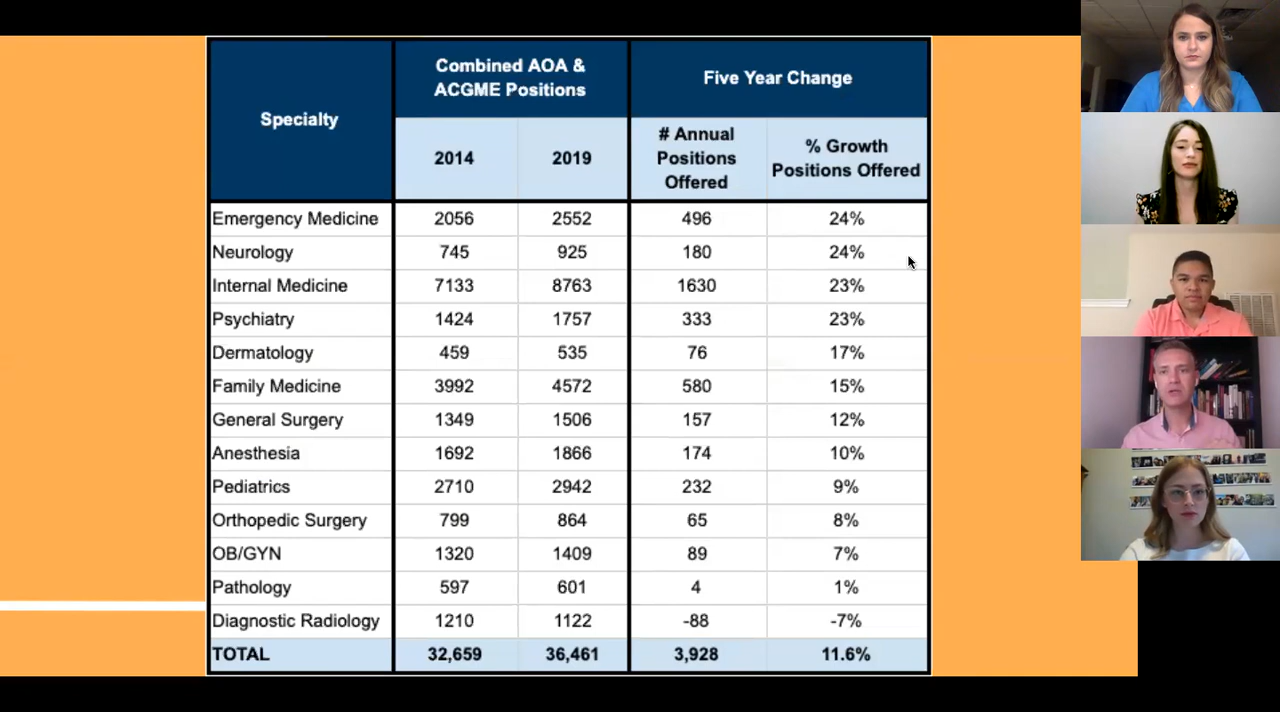 Specialty
Combined AOA &
ACGME Positions
Five Year Change
2014
2019
# Annual
Positions
Offered
% Growth
Positions Offered
Emergency Medicine 2056 2552 496 24%
Neurology 745 925 180 24%
Internal Medicine 7133 8763 1630 23%
Psychiatry 1424 1757 333 23%
Dermatology 459 535 76 17%
Family Medicine 3992 4572 580 15%
General Surgery 1349 1506 157 12%
Anesthesia 1692 1866 174 10%
Pediatrics 2710 2942 232 9%
Orthopedic Surgery 799 864 65 8%
OB/GYN 1320 1409 89 7%
Pathology 597 601 4 1%
Diagnostic Radiology 1210 1122 -88 -7%
TOTAL 32,659 36,461 3,928 11.6%